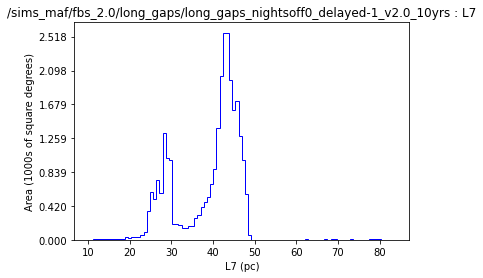 /sims_maf/fbs_2.0/long_gaps/long_gaps_nightsoff0_delayed-1_v2.0_10yrs : L7
2.518
2.098
1.679
1.259
0.839
0.420
0.000
Area (1000s of square degrees)
10 20 30 40 50 60 70 80
L7 (pc)